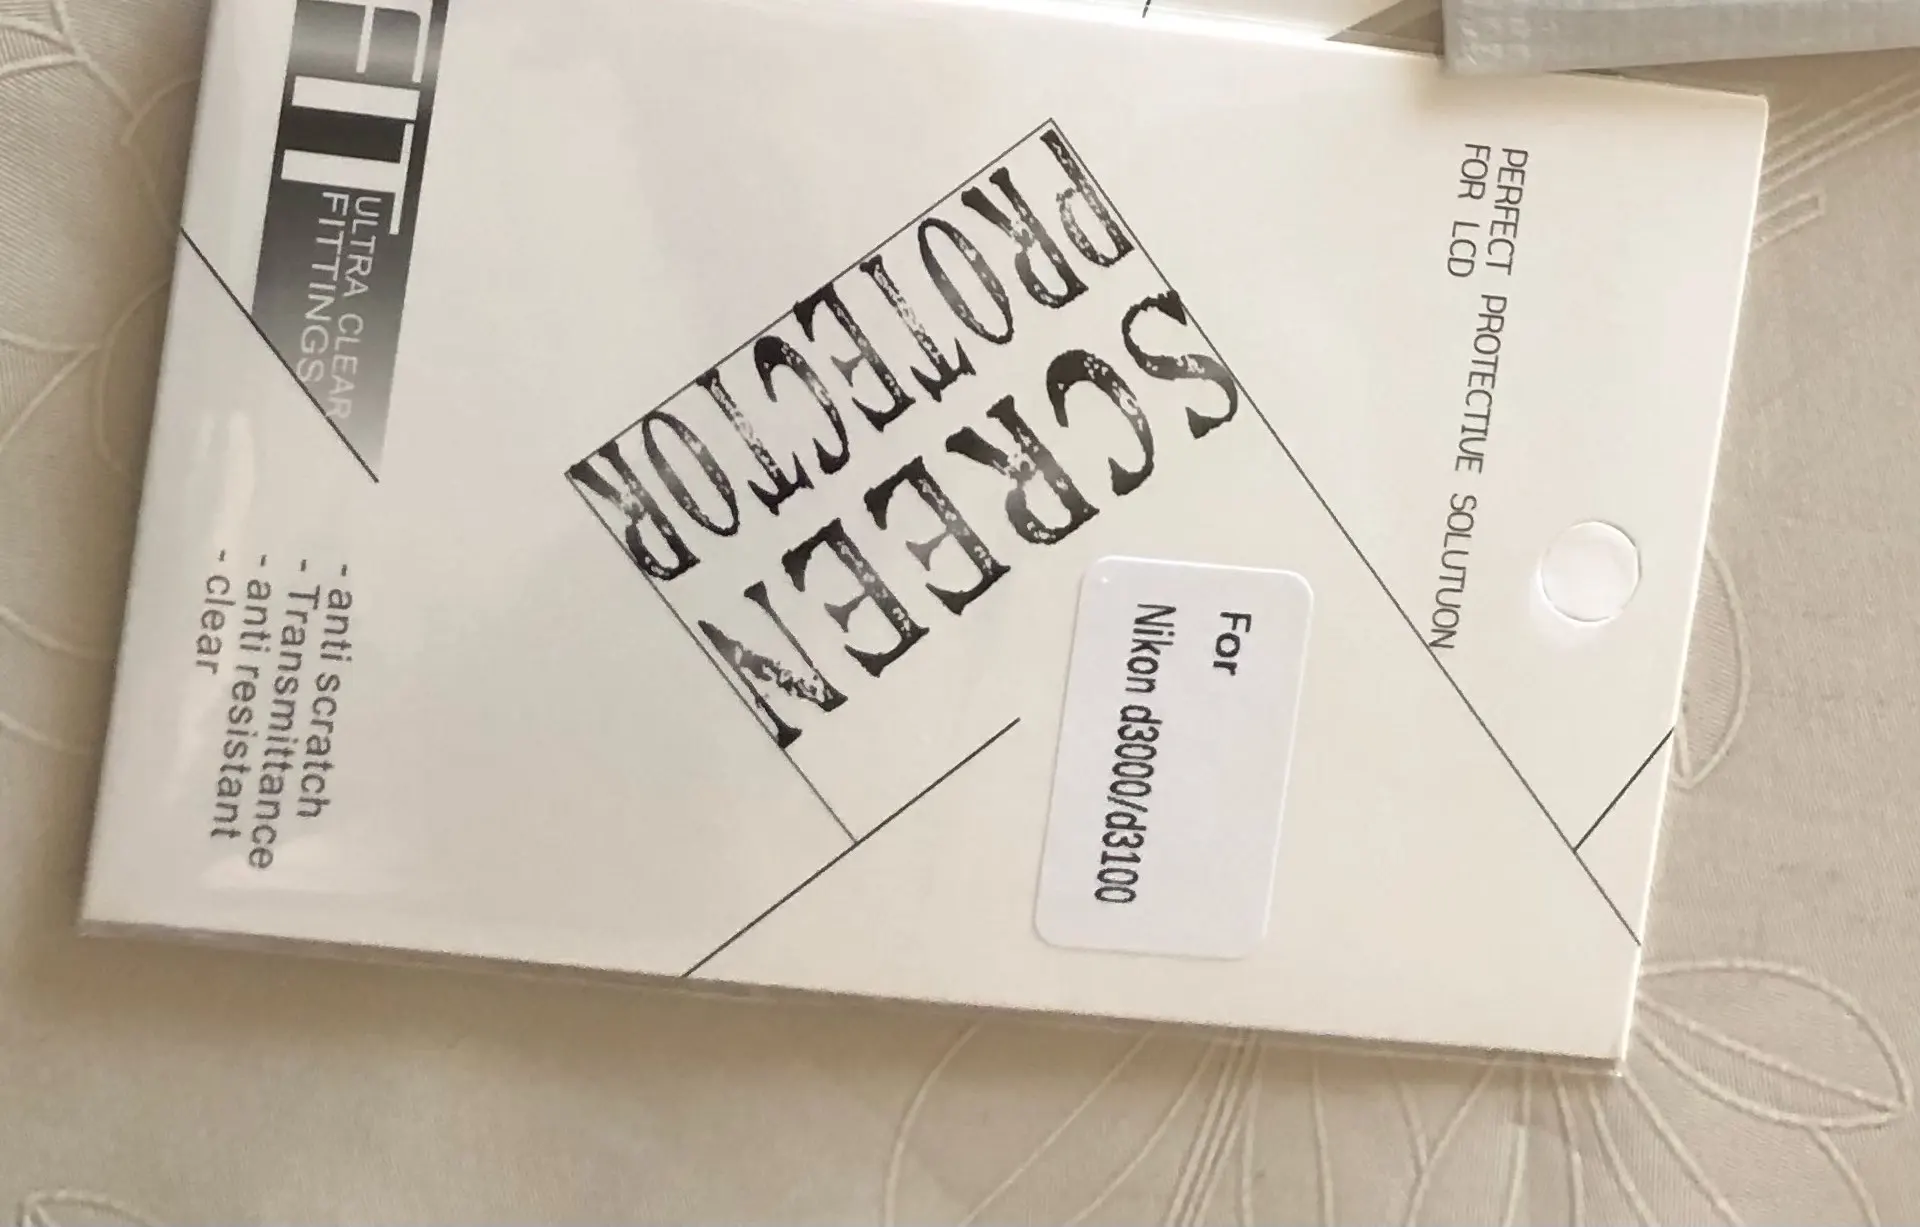 PERFECT PROTECTIVE SOLUTUON
FOR LCD
SCREEN
PROTECTOR
For
Nikon d3000/d3100
FIT
ULTRA CLEAR
FITTINGS
- anti scratch
- Transmittance
- anti resistant
- clear